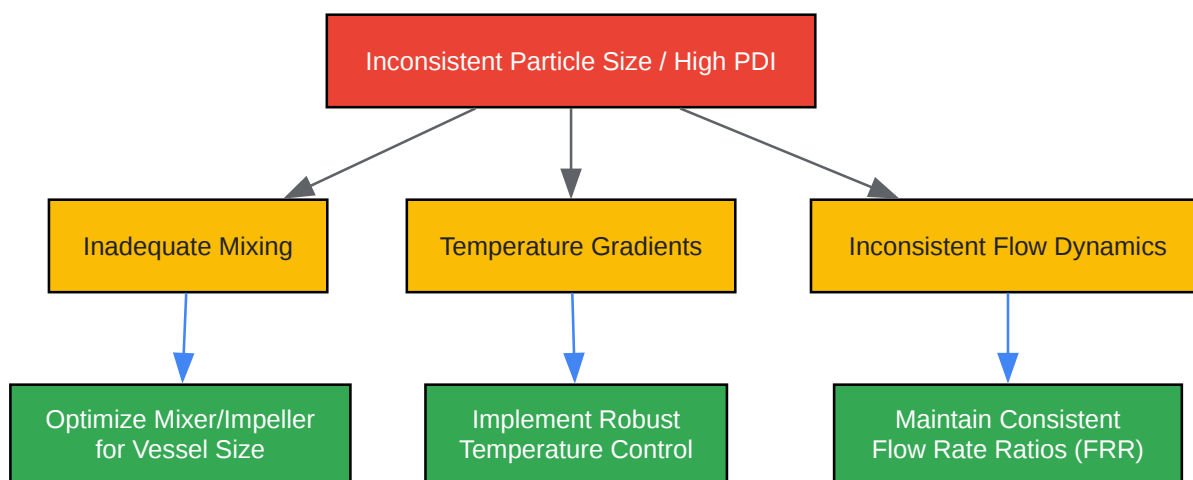 Inconsistent Particle Size / High PDI
Inadequate Mixing
Temperature Gradients
Inconsistent Flow Dynamics
Optimize Mixer/Impeller
for Vessel Size
Implement Robust
Temperature Control
Maintain Consistent
Flow Rate Ratios (FRR)